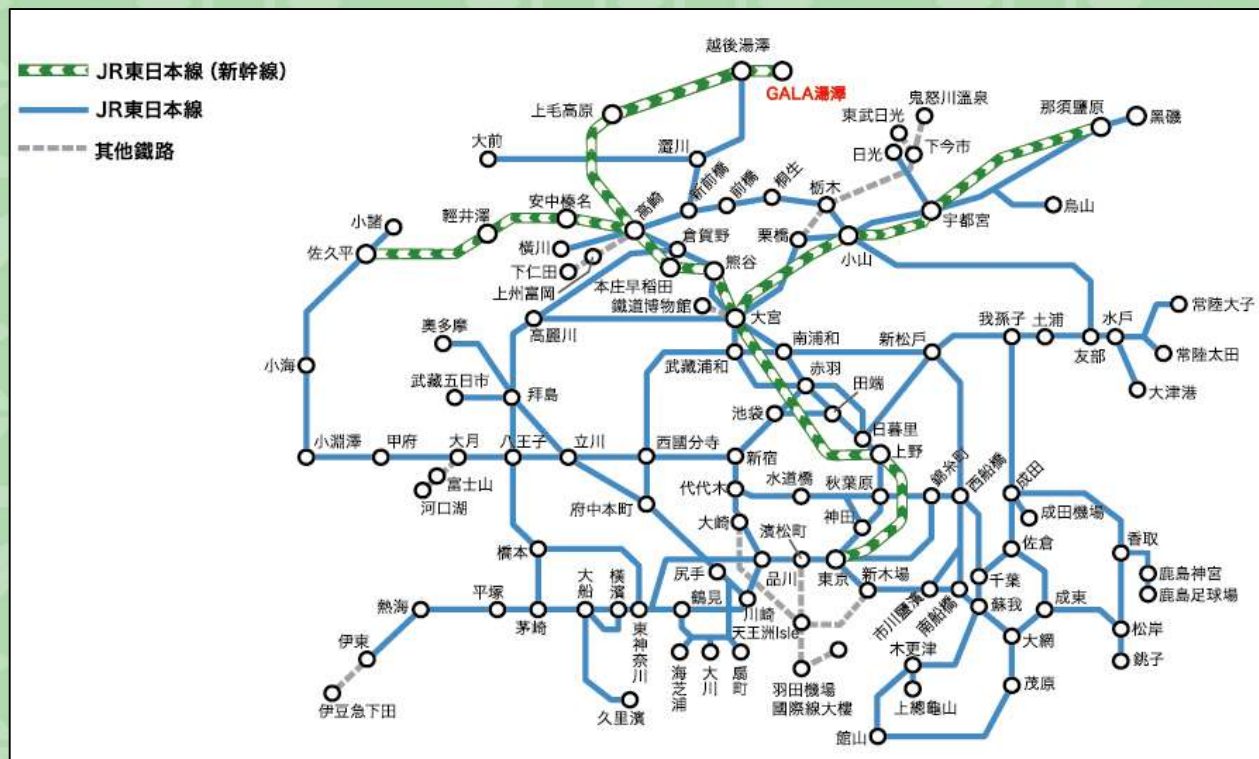 JR東日本線（新幹線）
JR東日本線
其他鐵路
越後湯澤
GALA湯澤
上毛高原
大前
澀川
鬼怒川溫泉
東武日光
日光
下今市
那須鹽原
黑磯
烏山
宇都宮
小山
栃木
栗橋
桐生
前橋
新前橋
高崎
安中榛名
輕井澤
小諸
佐久平
橫川
下仁田
上州富岡
倉賀野
本庄早稻田
熊谷
鐵道博物館
大宮
高麗川
奧多摩
武藏五日市
拜島
小海
小淵澤
甲府
大月
富士山
河口湖
八王子
立川
西國分寺
府中本町
武藏浦和
南浦和
赤羽
田端
池袋
日暮里
上野
新松戶
我孫子
土浦
友部
水戶
常陸大子
常陸太田
大津港
新宿
代代木
水道橋
秋葉原
神田
錦糸町
西船橋
大崎
濱松町
品川
東京
新木場
市川鹽濱
南船橋
千葉
蘇我
成田
成田機場
佐倉
成東
香取
鹿島神宮
鹿島足球場
松岸
銚子
大網
茂原
木更津
上總龜山
館山
橋本
茅崎
平塚
熱海
伊東
伊豆急下田
大船
橫濱
東神奈川
鶴見
尻手
川崎
天王洲Isle
海芝浦
大川
扇町
久里濱
羽田機場
國際線大樓